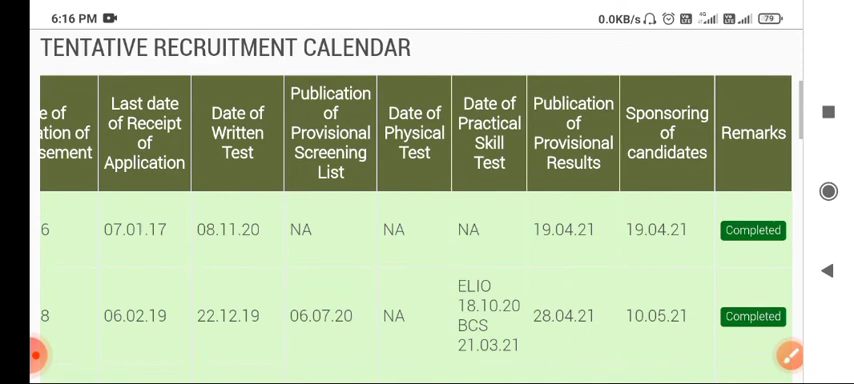 6:16 PM
0.0KB/s
4G
79
TENTATIVE RECRUITMENT CALENDAR
e of
ation of
sement
Last date
of Receipt
of
Application
Date of
Written
Test
Publication
of
Provisional
Screening
List
Date of
Physical
Test
Date of
Practical
Skill
Test
Publication
of
Provisional
Results
Sponsoring
of
candidates
Remarks
6 07.01.17 08.11.20 NA NA NA 19.04.21 19.04.21 Completed
8 06.02.19 22.12.19 06.07.20 NA
ELIO
18.10.20
BCS
21.03.21
28.04.21 10.05.21 Completed